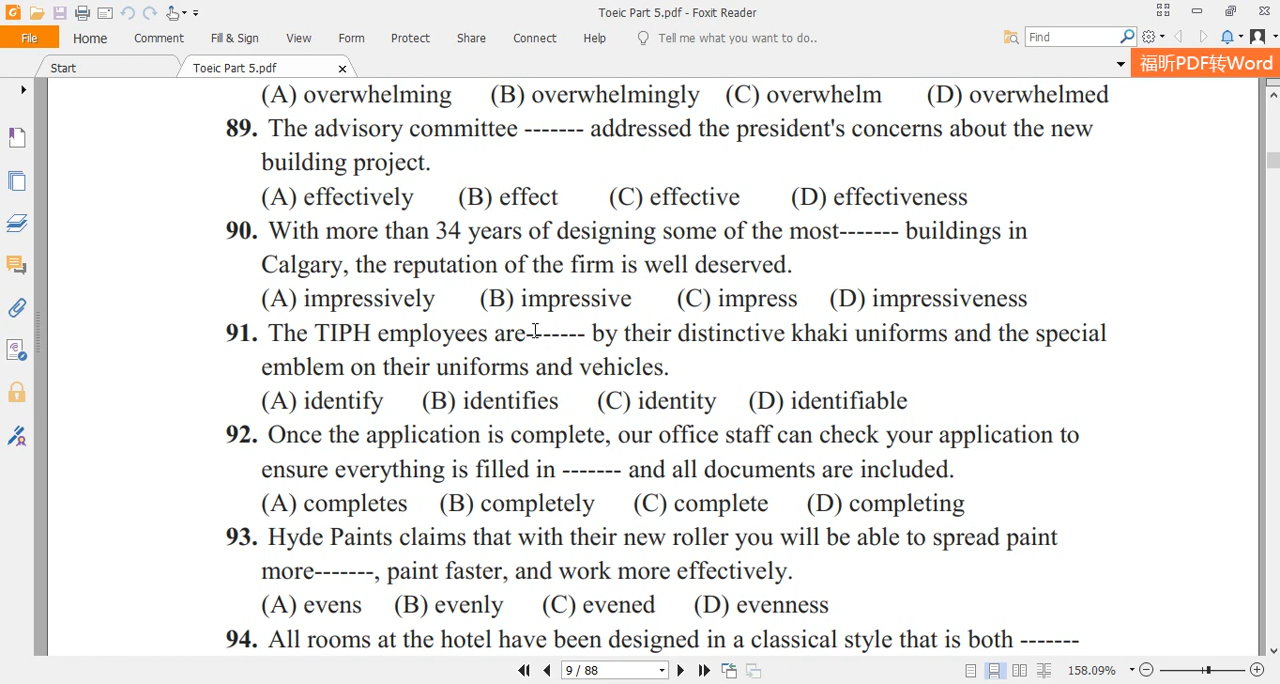 Toeic Part 5.pdf - Foxit Reader
File Home Comment Fill & Sign View Form Protect Share Connect Help Tell me what you want to do.. Find
Start Toeic Part 5.pdf 福昕PDF转Word
(A) overwhelming (B) overwhelmingly (C) overwhelm (D) overwhelmed
89. The advisory committee ------- addressed the president's concerns about the new
building project.
(A) effectively (B) effect (C) effective (D) effectiveness
90. With more than 34 years of designing some of the most------- buildings in
Calgary, the reputation of the firm is well deserved.
(A) impressively (B) impressive (C) impress (D) impressiveness
91. The TIPH employees are------- by their distinctive khaki uniforms and the special
emblem on their uniforms and vehicles.
(A) identify (B) identifies (C) identity (D) identifiable
92. Once the application is complete, our office staff can check your application to
ensure everything is filled in ------- and all documents are included.
(A) completes (B) completely (C) complete (D) completing
93. Hyde Paints claims that with their new roller you will be able to spread paint
more-------, paint faster, and work more effectively.
(A) evens (B) evenly (C) evened (D) evenness
94. All rooms at the hotel have been designed in a classical style that is both -------
9 / 88 158.09%